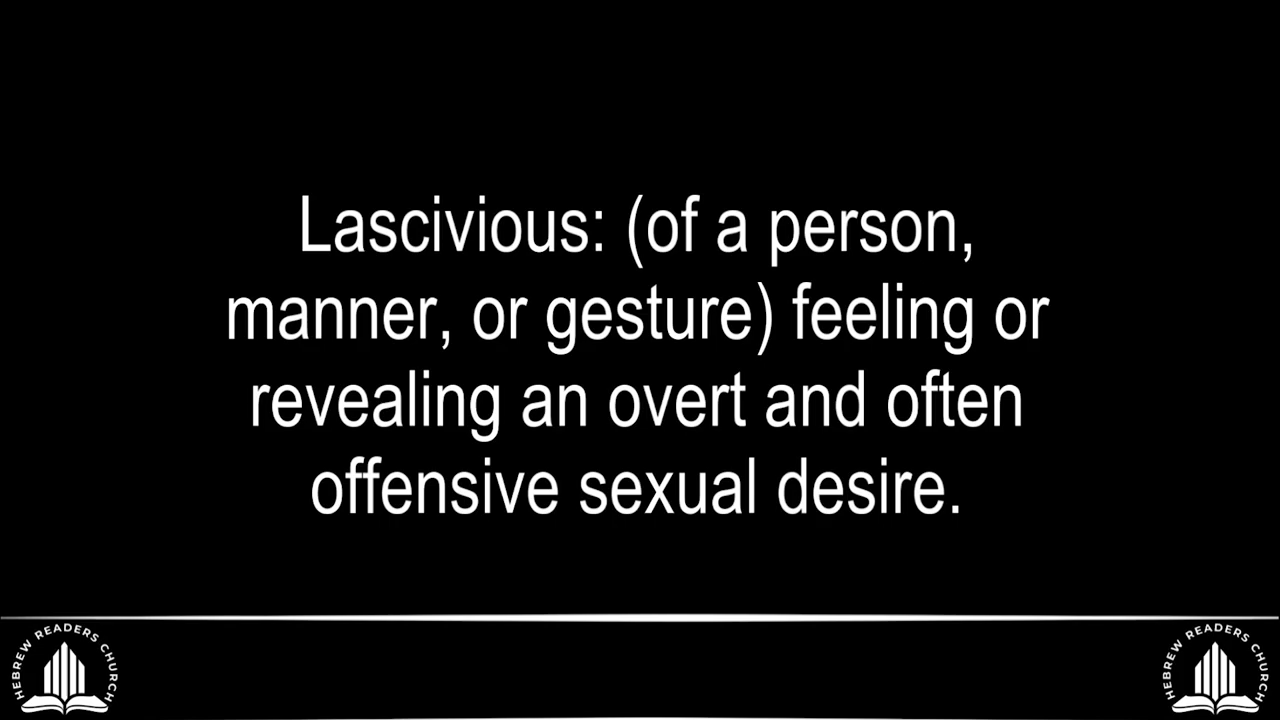 Lascivious: (of a person,
manner, or gesture) feeling or
revealing an overt and often
offensive sexual desire.
HEBREW READERS CHURCH
HEBREW READERS CHURCH